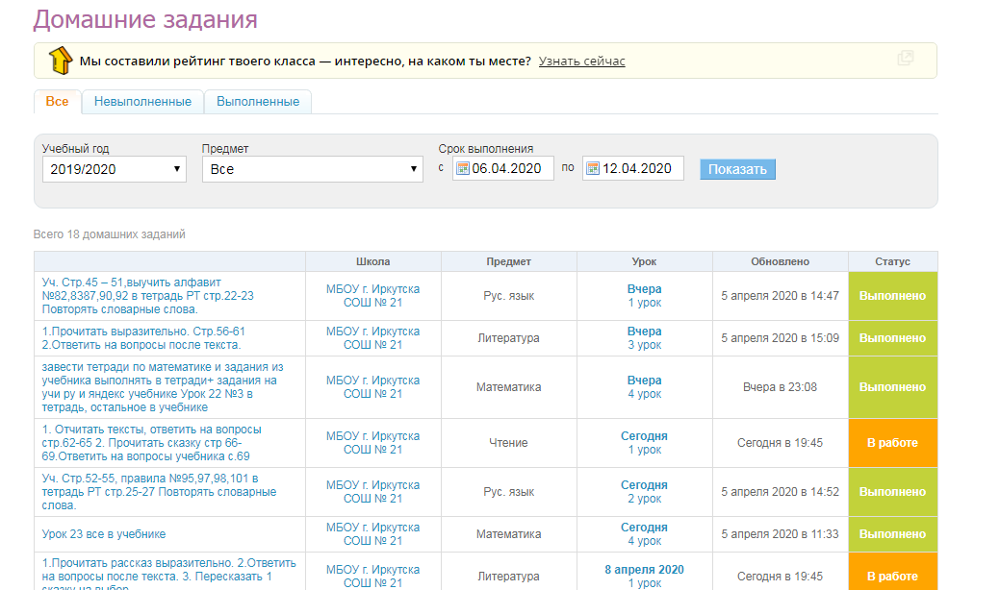 Домашние задания
Мы составили рейтинг твоего класса — интересно, на каком ты месте? Узнать сейчас
Все Невыполненные Выполненные
Учебный год Предмет Срок выполнения
2019/2020 Все с 06.04.2020 по 12.04.2020 Показать
Всего 18 домашних заданий
Школа Предмет Урок Обновлено Статус
Уч. Стр.45 – 51,выучить алфавит
№82,8387,90,92 в тетрадь РТ стр.22-23
Повторять словарные слова.
МБОУ г. Иркутска
СОШ № 21
Рус. язык
Вчера
1 урок
5 апреля 2020 в 14:47
Выполнено
1.Прочитать выразительно. Стр.56-61
2.Ответить на вопросы после текста.
МБОУ г. Иркутска
СОШ № 21
Литература
Вчера
3 урок
5 апреля 2020 в 15:09
Выполнено
завести тетради по математике и задания из
учебника выполнять в тетради+ задания на
учи ру и яндекс учебнике Урок 22 №3 в
тетрадь, остальное в учебнике
МБОУ г. Иркутска
СОШ № 21
Математика
Вчера
4 урок
Вчера в 23:08
Выполнено
1. Отчитать тексты, ответить на вопросы
стр.62-65 2. Прочитать сказку стр 66-
69.Ответить на вопросы учебника с.69
МБОУ г. Иркутска
СОШ № 21
Чтение
Сегодня
1 урок
Сегодня в 19:45
В работе
Уч. Стр.52-55, правила №95,97,98,101 в
тетрадь РТ стр.25-27 Повторять словарные
слова.
МБОУ г. Иркутска
СОШ № 21
Рус. язык
Сегодня
2 урок
5 апреля 2020 в 14:52
Выполнено
Урок 23 все в учебнике
МБОУ г. Иркутска
СОШ № 21
Математика
Сегодня
4 урок
5 апреля 2020 в 11:33
Выполнено
1.Прочитать рассказ выразительно. 2.Ответить
на вопросы после текста. 3. Пересказать 1
сказку на выбор
МБОУ г. Иркутска
СОШ № 21
Литература
8 апреля 2020
1 урок
Сегодня в 19:45
В работе